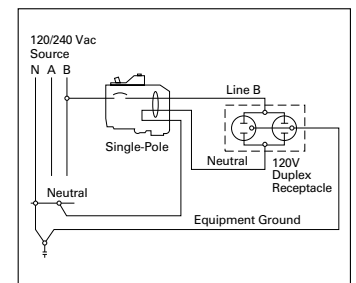 120/240 Vac
Source
N A B
Line B
Single-Pole
Neutral
120V
Duplex
Receptacle
Neutral
Equipment Ground